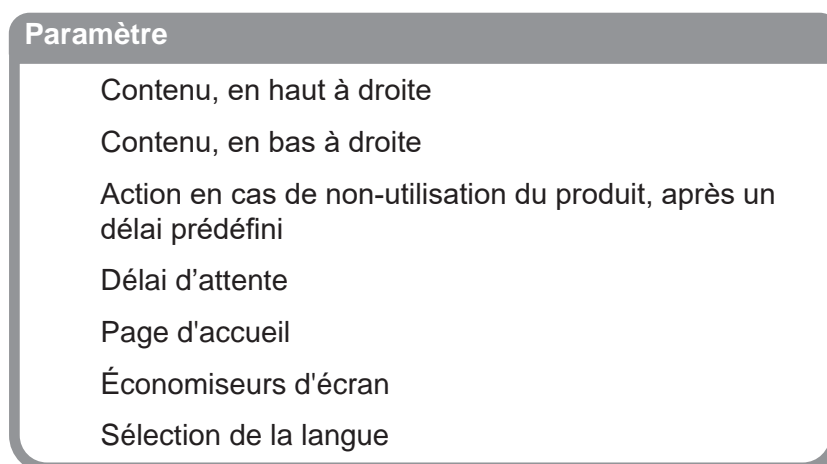 Paramètre
Contenu, en haut à droite
Contenu, en bas à droite
Action en cas de non-utilisation du produit, après un
délai prédéfini
Délai d’attente
Page d'accueil
Économiseurs d'écran
Sélection de la langue